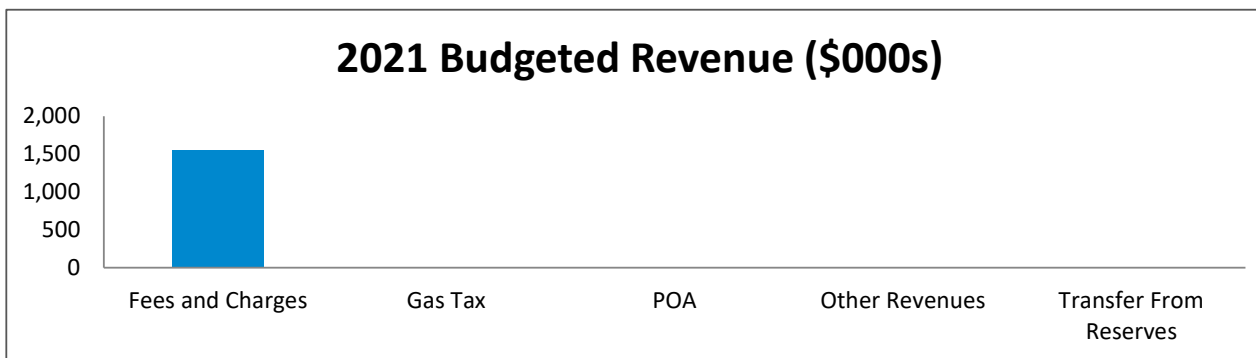 2021 Budgeted Revenue ($000s)
2,000
1,500
1,000
500
0
Fees and Charges Gas Tax POA Other Revenues Transfer From
Reserves